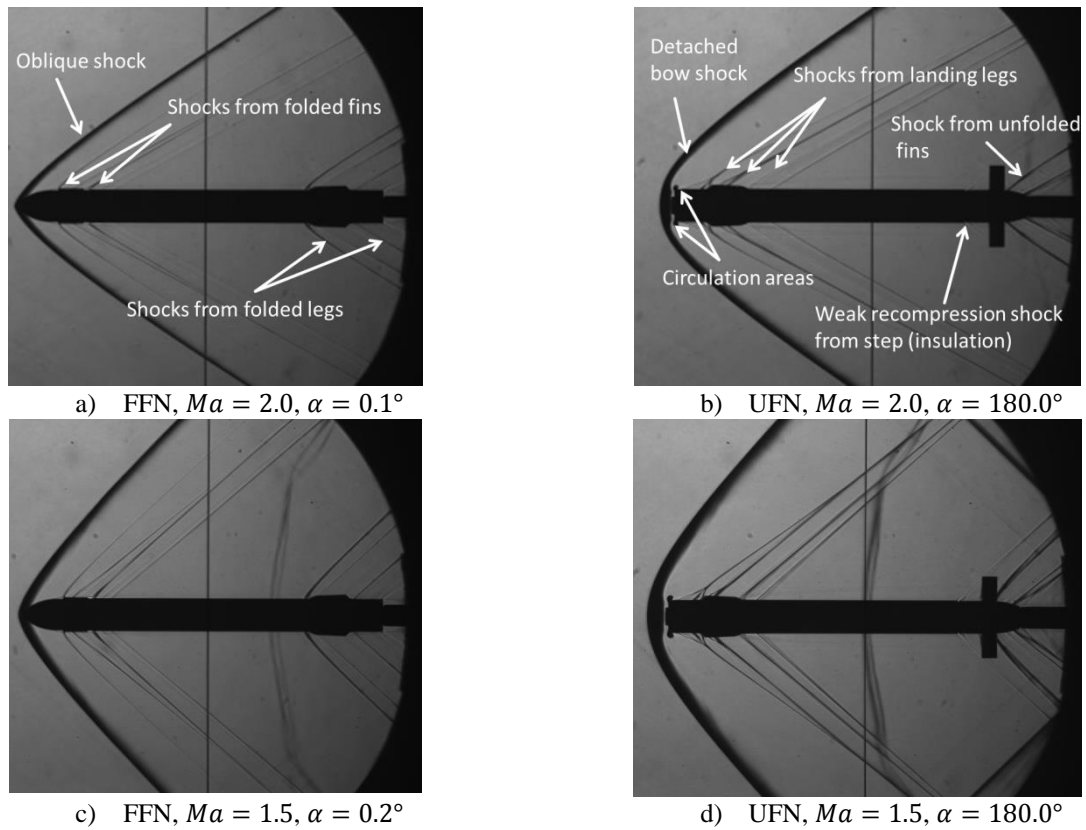 Oblique shock
Shocks from folded fins
Shocks from folded legs
a) FFN, 𝑀𝑎 = 2.0, 𝛼 = 0.1°
Detached
bow shock
Shocks from landing legs
Shock from unfolded
fins
Circulation areas
Weak recompression shock
from step (insulation)
b) UFN, 𝑀𝑎 = 2.0, 𝛼 = 180.0°
c) FFN, 𝑀𝑎 = 1.5, 𝛼 = 0.2°
d) UFN, 𝑀𝑎 = 1.5, 𝛼 = 180.0°